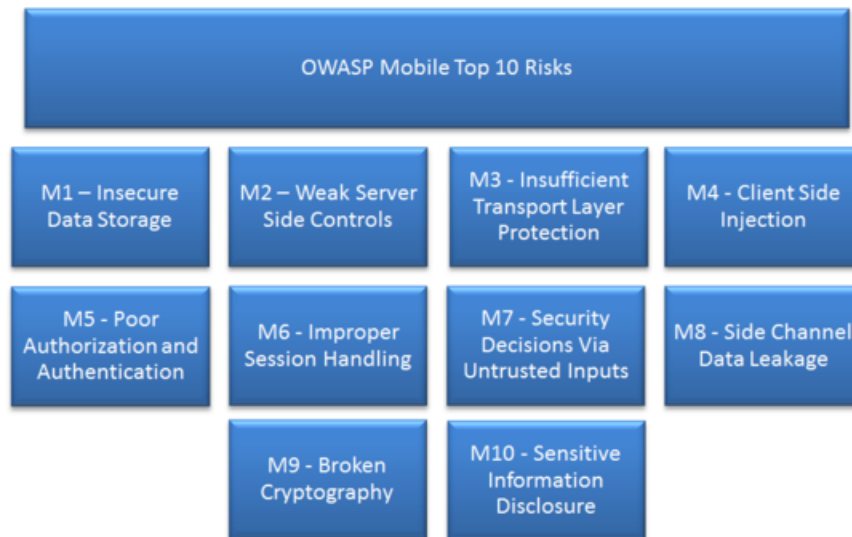 OWASP Mobile Top 10 Risks
M1 – Insecure
Data Storage
M2 – Weak Server
Side Controls
M3 - Insufficient
Transport Layer
Protection
M4 - Client Side
Injection
M5 - Poor
Authorization and
Authentication
M6 - Improper
Session Handling
M7 - Security
Decisions Via
Untrusted Inputs
M8 - Side Channel
Data Leakage
M9 - Broken
Cryptography
M10 - Sensitive
Information
Disclosure